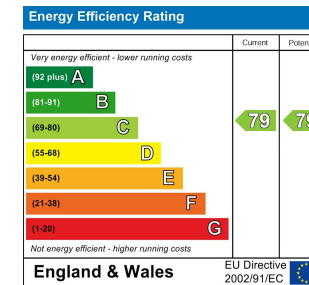 Energy Efficiency Rating
Current
Very energy efficient - lower running costs
(92 plus) A
(81-91) B
(69-80) C
79
(55-68) D
(39-54) E
(21-38) F
(1-20) G
Not energy efficient - higher running costs
England & Wales
EU Directive
2002/91/EC